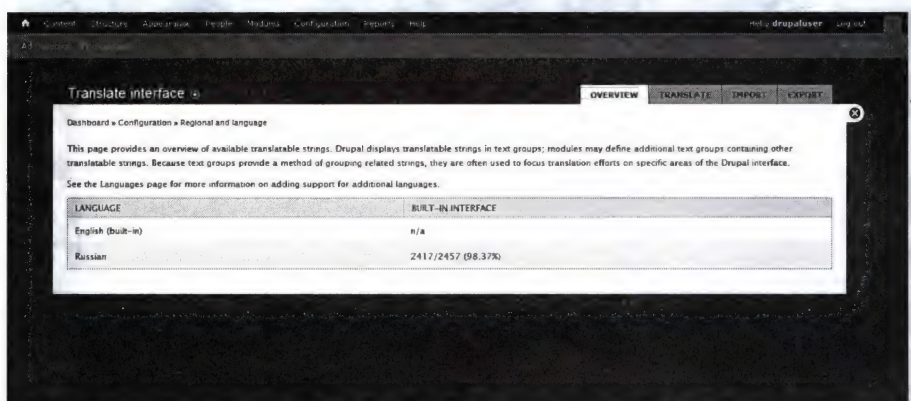 Content Structure Appearance People Modules Configuration Reports Help Hello drupaluser Log out
Translate interface
OVERVIEW TRANSLATE IMPORT EXPORT
Dashboard » Configuration » Regional and language
This page provides an overview of available translatable strings. Drupal displays translatable strings in text groups; modules may define additional text groups containing other
translatable strings. Because text groups provide a method of grouping related strings, they are often used to focus translation efforts on specific areas of the Drupal interface.
See the Languages page for more information on adding support for additional languages.
LANGUAGE BUILT-IN INTERFACE
English (built-in) n/a
Russian 2417/2457 (98.37%)